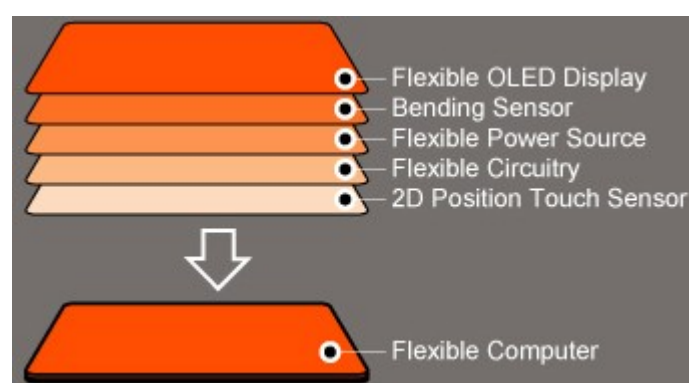 Flexible OLED Display
Bending Sensor
Flexible Power Source
Flexible Circuitry
2D Position Touch Sensor
Flexible Computer